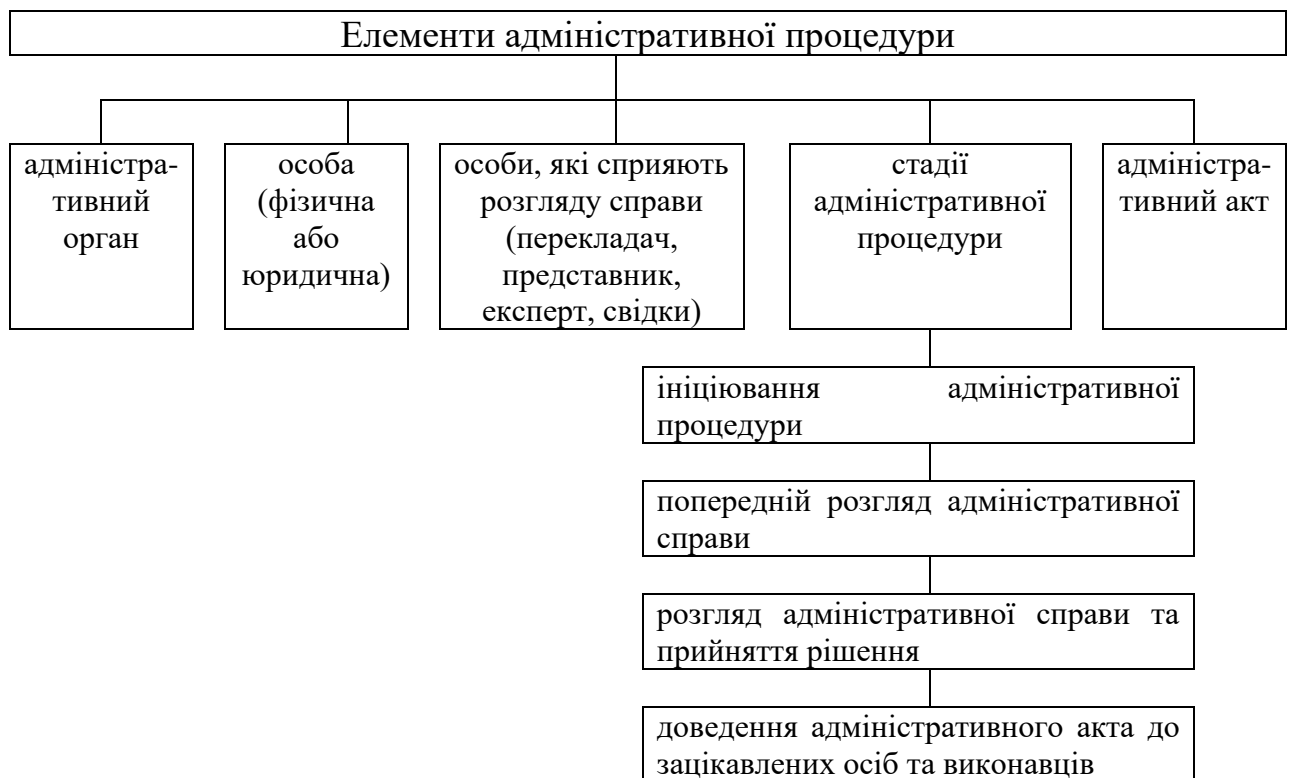 Елементи адміністративної процедури
адміністра-
тивний
орган
особа
(фізична
або
юридична)
особи, які сприяють
розгляду справи
(перекладач,
представник,
експерт, свідки)
стадії
адміністративної
процедури
адміністра-
тивний акт
ініціювання адміністративної
процедури
попередній розгляд адміністративної
справи
розгляд адміністративної справи та
прийняття рішення
доведення адміністративного акта до
зацікавлених осіб та виконавців